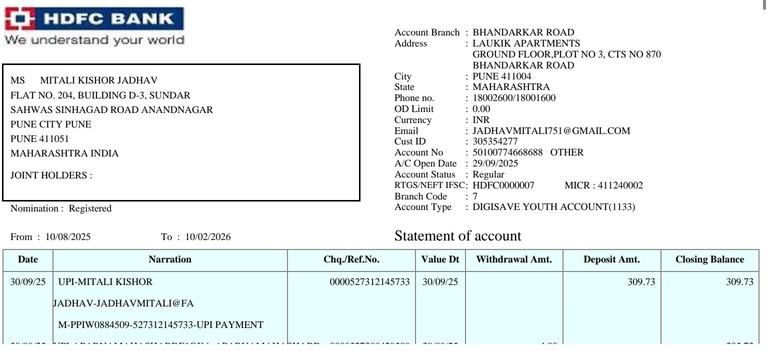 HDFC BANK
We understand your world
MS MITALI KISHOR JADHAV
FLAT NO. 204, BUILDING D-3, SUNDAR
SAHWAS SINHAGAD ROAD ANANDNAGAR
PUNE CITY PUNE
PUNE 411051
MAHARASHTRA INDIA
JOINT HOLDERS :
Nomination : Registered
From : 10/08/2025 To : 10/02/2026
Account Branch : BHANDARKAR ROAD
Address : LAUKIK APARTMENTS
GROUND FLOOR,PLOT NO 3, CTS NO 870
BHANDARKAR ROAD
City : PUNE 411004
State : MAHARASHTRA
Phone no. : 18002600/18001600
OD Limit : 0.00
Currency : INR
Email : JADHAVMITALI751@GMAIL.COM
Cust ID : 305354277
Account No : 50100774668688 OTHER
A/C Open Date : 29/09/2025
Account Status : Regular
RTGS/NEFT IFSC: HDFC0000007 MICR : 411240002
Branch Code : 7
Account Type : DIGISAVE YOUTH ACCOUNT(1133)
Statement of account
Date Narration Chq./Ref.No. Value Dt Withdrawal Amt. Deposit Amt. Closing Balance
30/09/25 UPI-MITALI KISHOR 0000527312145733 30/09/25 309.73 309.73
JADHAV-JADHAVMITALI@FA
M-PPIW0884509-527312145733-UPI PAYMENT